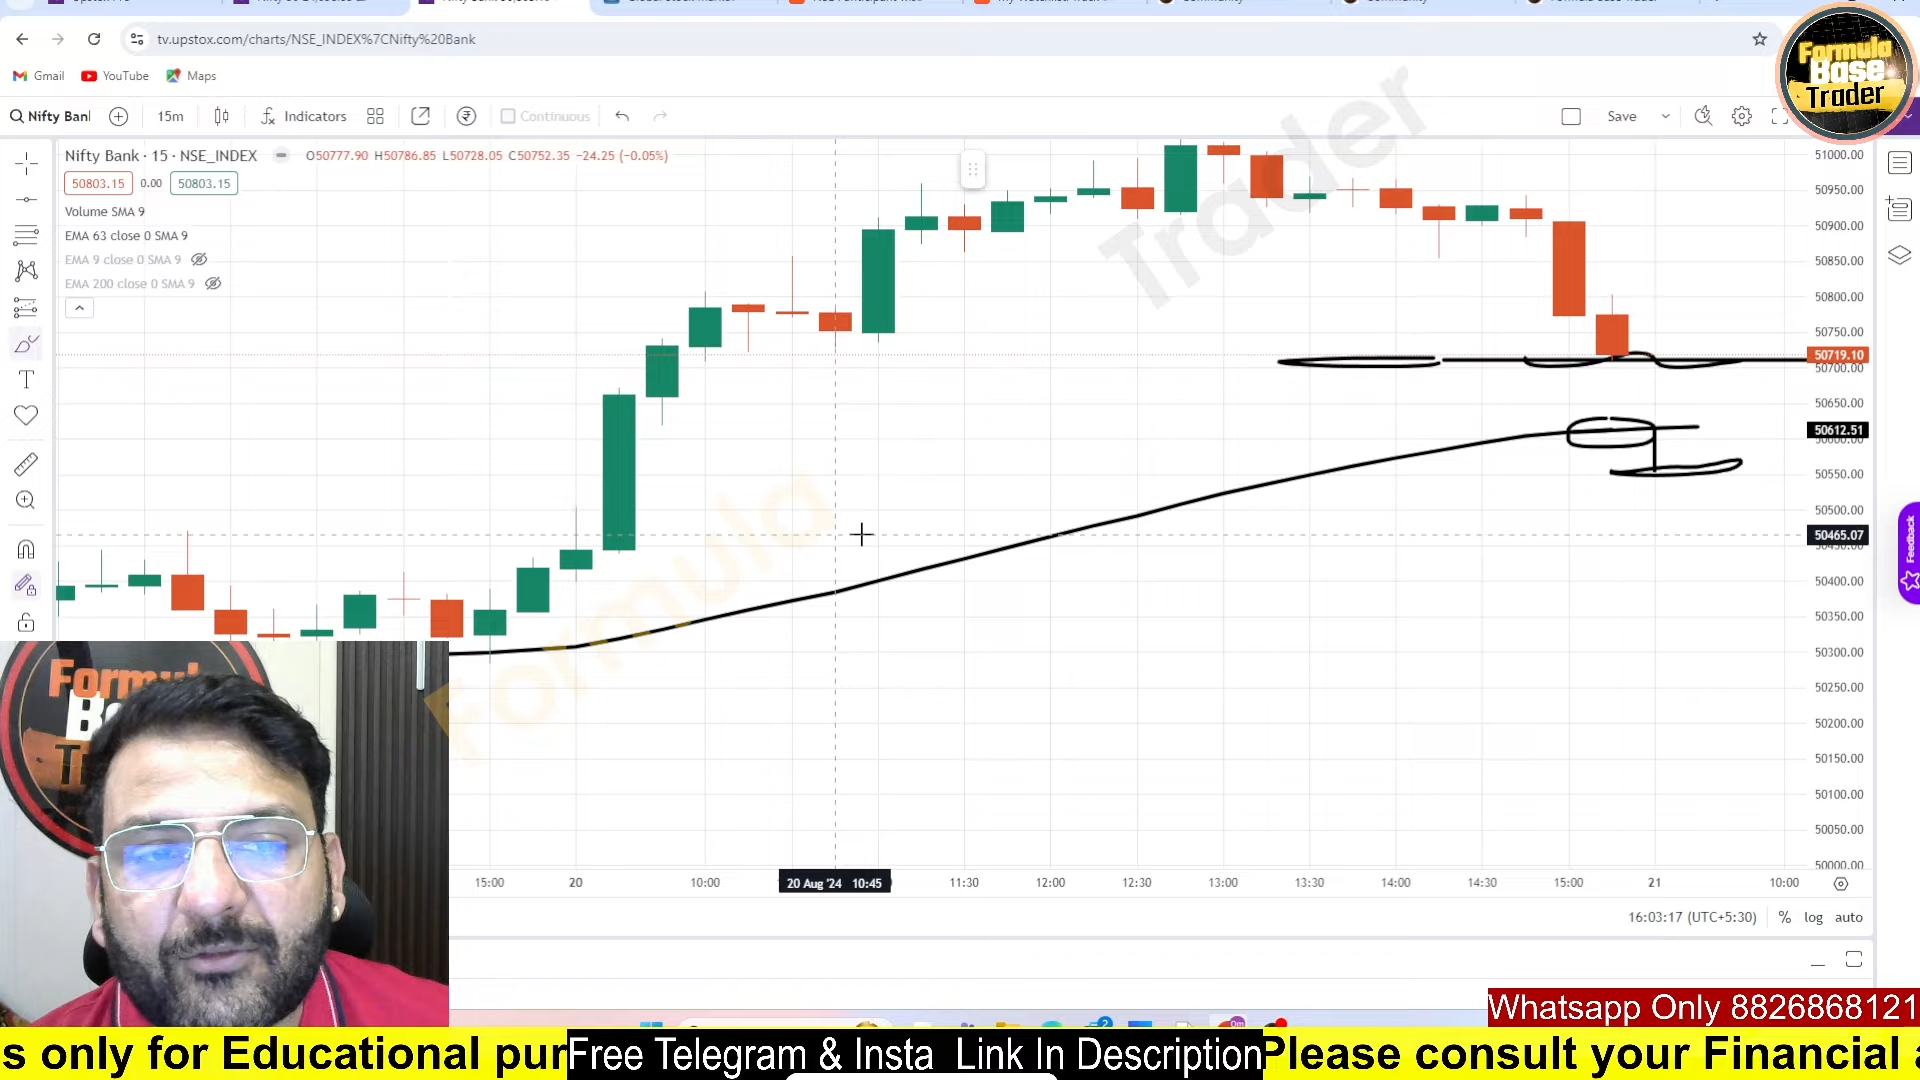 tv.upstox.com/charts/NSE_INDEX%7CNifty%20Bank
Gmail YouTube Maps
Formula
Base
Trader
Nifty Banl 15m Indicators Continuous Save
Nifty Bank · 15 · NSE_INDEX O50777.90 H50786.85 L50728.05 C50752.35 −24.25 (−0.05%)
50803.15 0.00 50803.15
Volume SMA 9
EMA 63 close 0 SMA 9
EMA 9 close 0 SMA 9
EMA 200 close 0 SMA 9
51000.00
50950.00
50900.00
50850.00
50800.00
50750.00
50719.10
50700.00
50650.00
50612.51
50600.00
50550.00
50500.00
50465.07
50450.00
50400.00
50350.00
50300.00
50250.00
50200.00
50150.00
50100.00
50050.00
50000.00
Trader
Formula
Feedback
15:00 20 10:00 20 Aug '24 10:45 11:30 12:00 12:30 13:00 13:30 14:00 14:30 15:00 21 10:00
16:03:17 (UTC+5:30) % log auto
Whatsapp Only 8826868121
s only for Educational pur Free Telegram & Insta Link In Description Please consult your Financial a